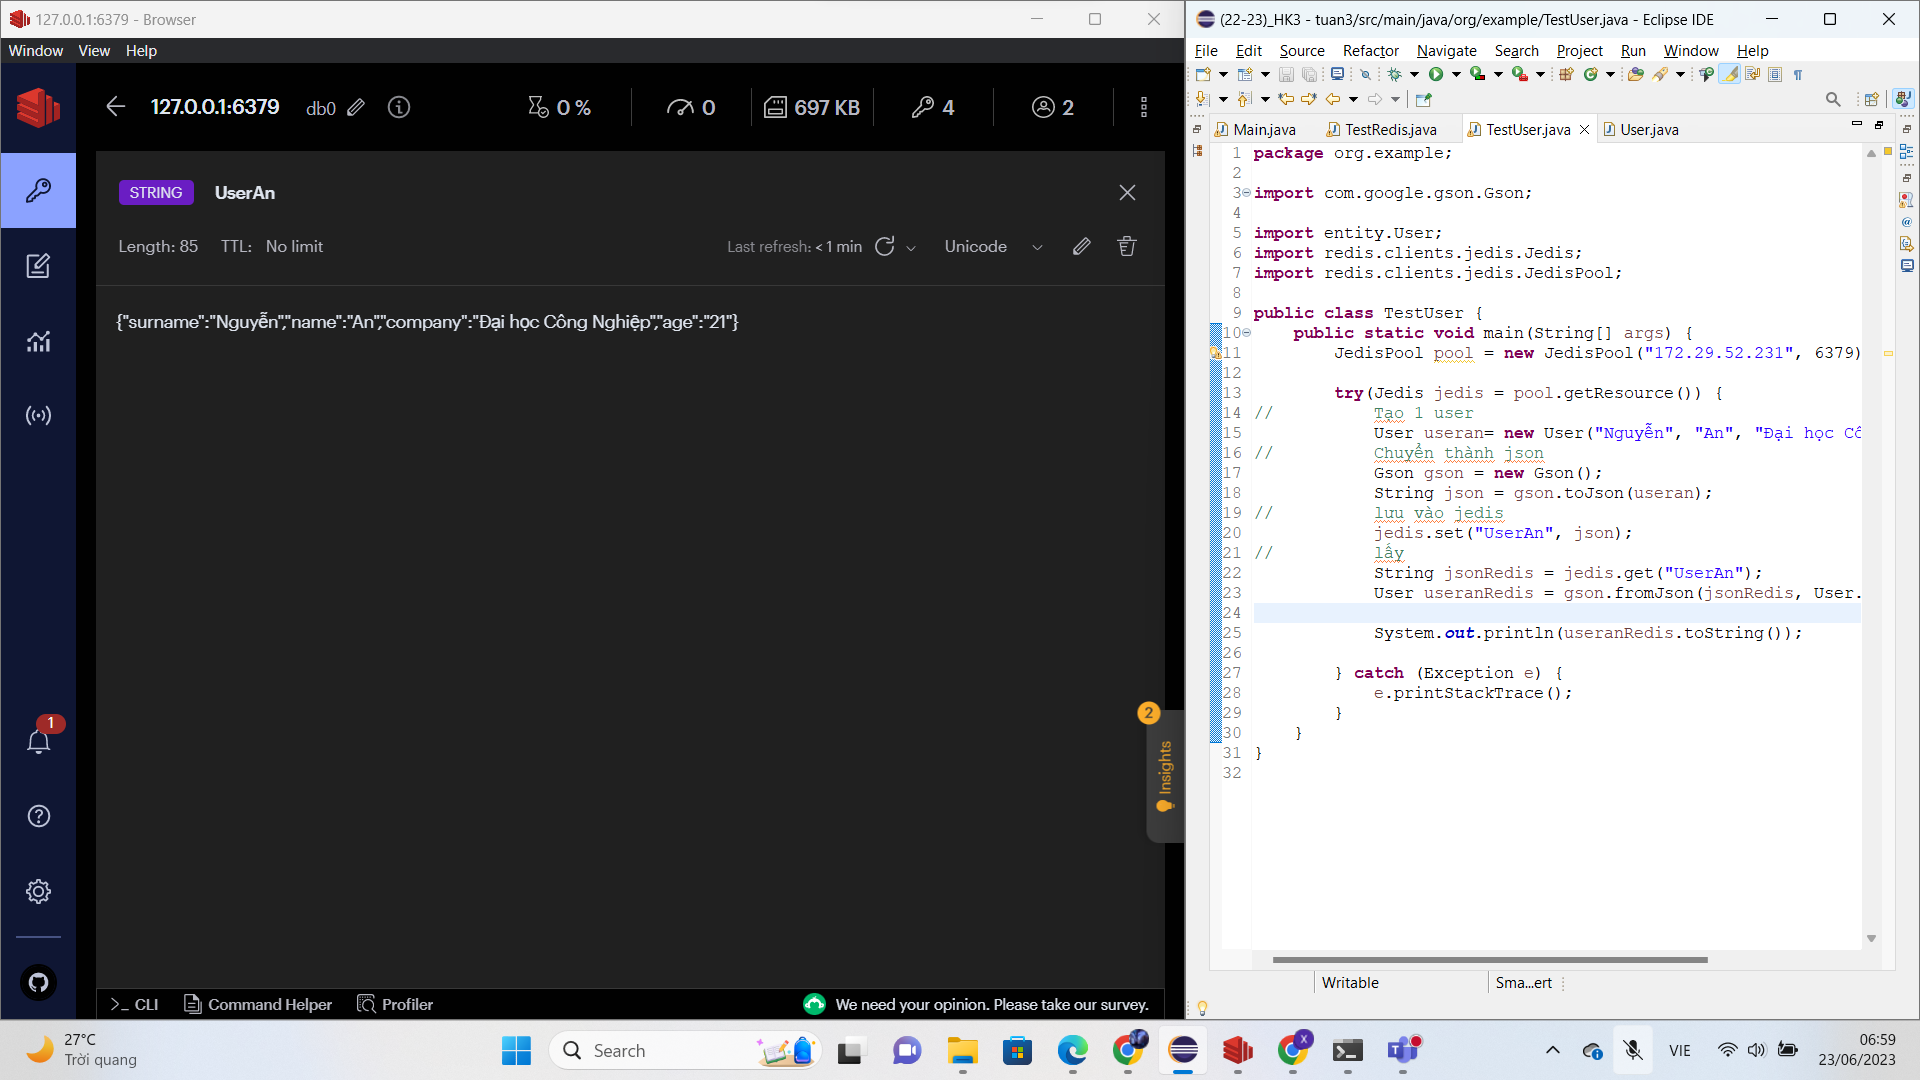 127.0.0.1:6379 - Browser
Window View Help
127.0.0.1:6379 db0 0 % 0 697 KB 4 2
STRING UserAn
Length: 85 TTL: No limit Last refresh: < 1 min Unicode
{"surname":"Nguyễn","name":"An","company":"Đại học Công Nghiệp","age":"21"}
1
2
Insights
>_ CLI Command Helper Profiler We need your opinion. Please take our survey.
(22-23)_HK3 - tuan3/src/main/java/org/example/TestUser.java - Eclipse IDE
File Edit Source Refactor Navigate Search Project Run Window Help
Main.java TestRedis.java TestUser.java User.java
1 package org.example;
2
3 import com.google.gson.Gson;
4
5 import entity.User;
6 import redis.clients.jedis.Jedis;
7 import redis.clients.jedis.JedisPool;
8
9 public class TestUser {
10 public static void main(String[] args) {
11 JedisPool pool = new JedisPool("172.29.52.231", 6379)
12
13 try(Jedis jedis = pool.getResource()) {
14 // Tạo 1 user
15 User useran= new User("Nguyễn", "An", "Đại học Cô
16 // Chuyển thành json
17 Gson gson = new Gson();
18 String json = gson.toJson(useran);
19 // lưu vào jedis
20 jedis.set("UserAn", json);
21 // lấy
22 String jsonRedis = jedis.get("UserAn");
23 User useranRedis = gson.fromJson(jsonRedis, User.
24
25 System.out.println(useranRedis.toString());
26
27 } catch (Exception e) {
28 e.printStackTrace();
29 }
30 }
31 }
32
Writable Sma...ert
27°C
Trời quang
Search
VIE
06:59
23/06/2023